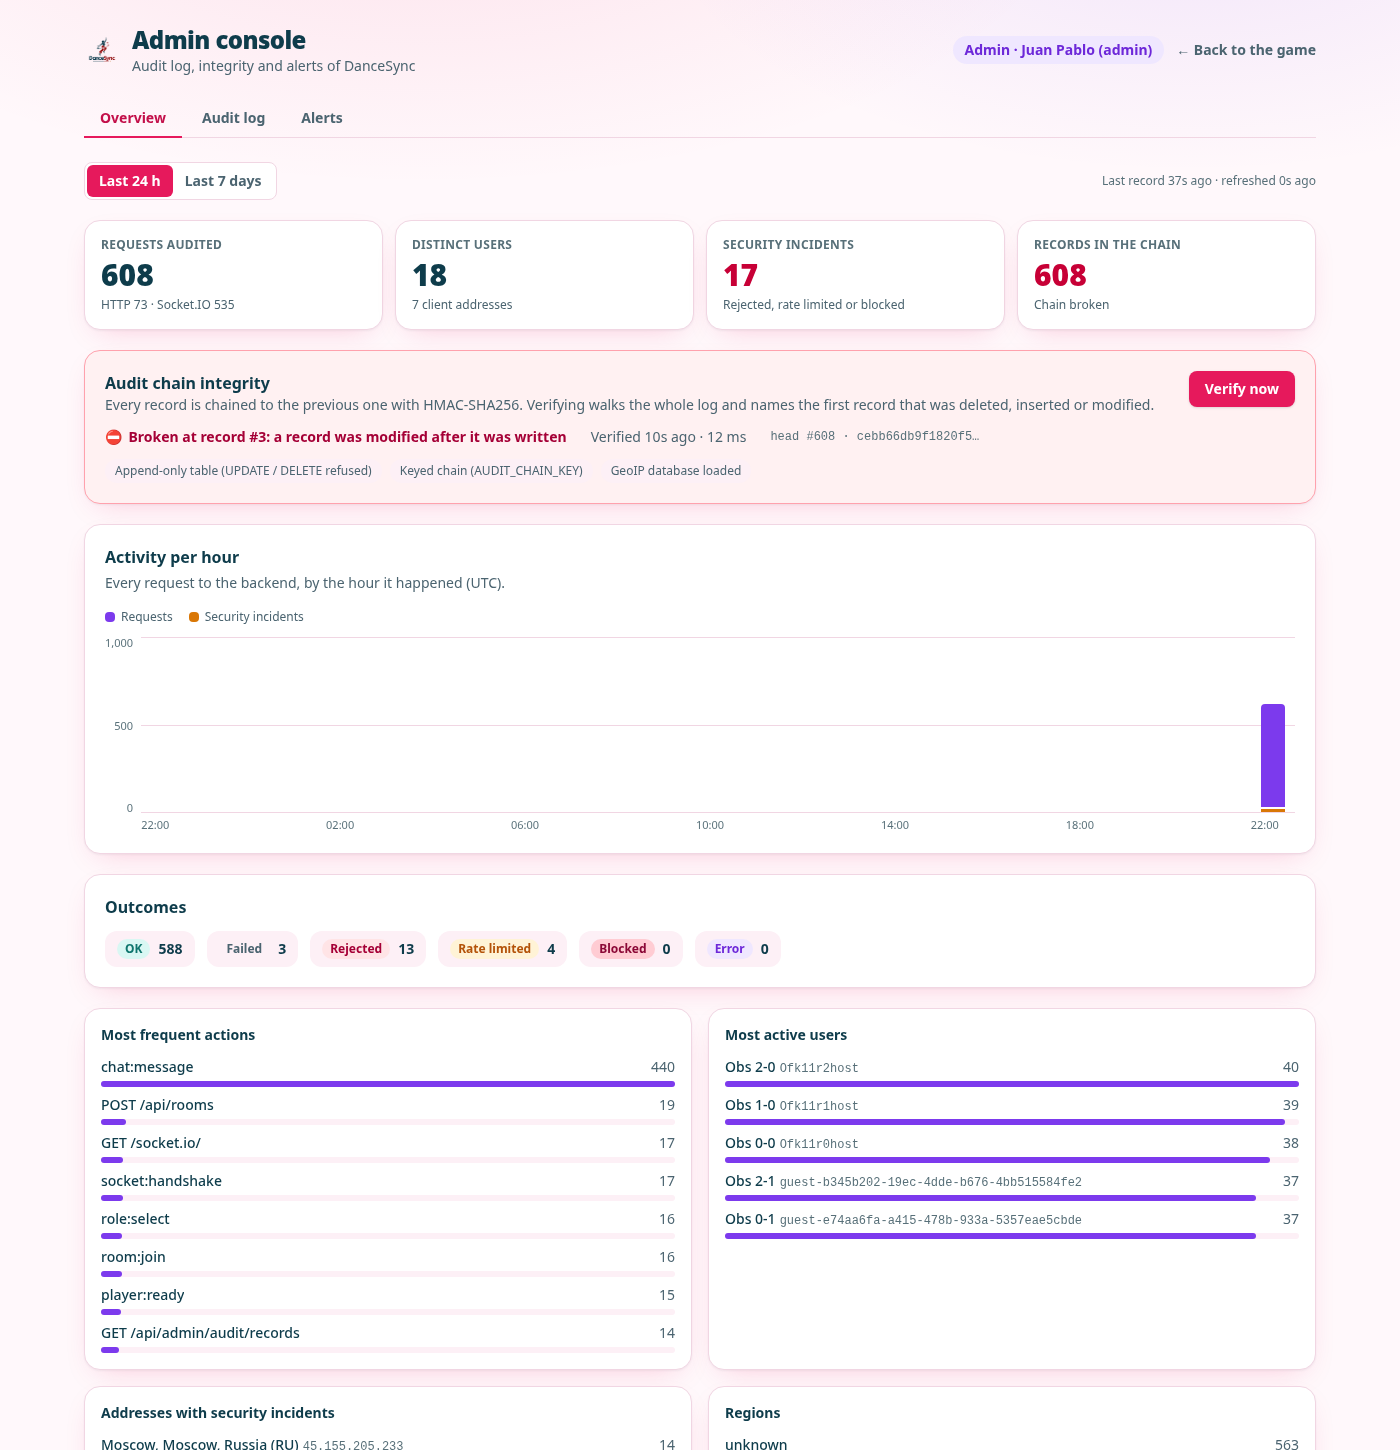 DanceSync
Admin console
Audit log, integrity and alerts of DanceSync
Admin · Juan Pablo (admin)
← Back to the game
Overview
Audit log
Alerts
Last 24 h
Last 7 days
Last record 37s ago · refreshed 0s ago
REQUESTS AUDITED
608
HTTP 73 · Socket.IO 535
DISTINCT USERS
18
7 client addresses
SECURITY INCIDENTS
17
Rejected, rate limited or blocked
RECORDS IN THE CHAIN
608
Chain broken
Audit chain integrity
Every record is chained to the previous one with HMAC-SHA256. Verifying walks the whole log and names the first record that was deleted, inserted or modified.
Verify now
Broken at record #3: a record was modified after it was written
Verified 10s ago · 12 ms
head #608 · cebb66db9f1820f5…
Append-only table (UPDATE / DELETE refused)
Keyed chain (AUDIT_CHAIN_KEY)
GeoIP database loaded
Activity per hour
Every request to the backend, by the hour it happened (UTC).
Requests
Security incidents
1,000
500
0
22:00
02:00
06:00
10:00
14:00
18:00
22:00
Outcomes
OK 588
Failed 3
Rejected 13
Rate limited 4
Blocked 0
Error 0
Most frequent actions
chat:message 440
POST /api/rooms 19
GET /socket.io/ 17
socket:handshake 17
role:select 16
room:join 16
player:ready 15
GET /api/admin/audit/records 14
Most active users
Obs 2-0 Ofk11r2host 40
Obs 1-0 Ofk11r1host 39
Obs 0-0 Ofk11r0host 38
Obs 2-1 guest-b345b202-19ec-4dde-b676-4bb515584fe2 37
Obs 0-1 guest-e74aa6fa-a415-478b-933a-5357eae5cbde 37
Addresses with security incidents
Moscow, Moscow, Russia (RU) 45.155.205.233 14
Regions
unknown 563